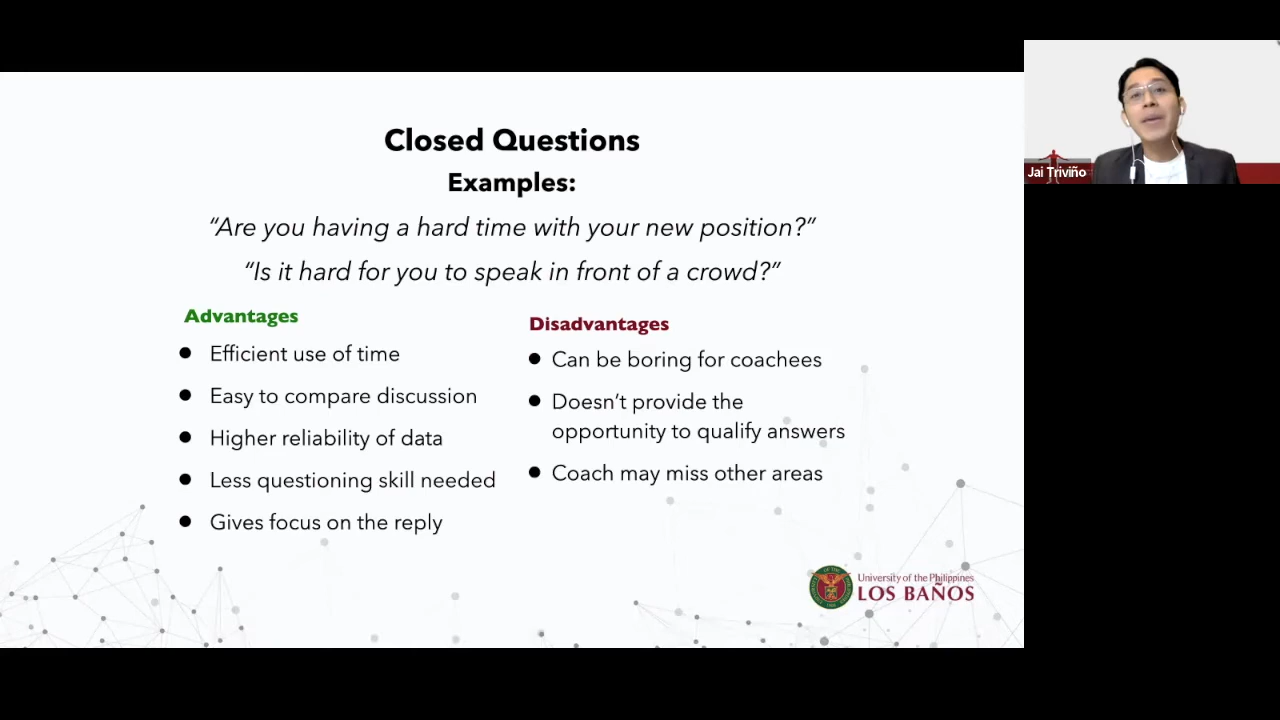 Closed Questions
Examples:
“Are you having a hard time with your new position?”
“Is it hard for you to speak in front of a crowd?”
Advantages
● Efficient use of time
● Easy to compare discussion
● Higher reliability of data
● Less questioning skill needed
● Gives focus on the reply
Disadvantages
● Can be boring for coachees
● Doesn’t provide the
opportunity to qualify answers
● Coach may miss other areas
University of the Philippines
LOS BAÑOS
Jai Triviño